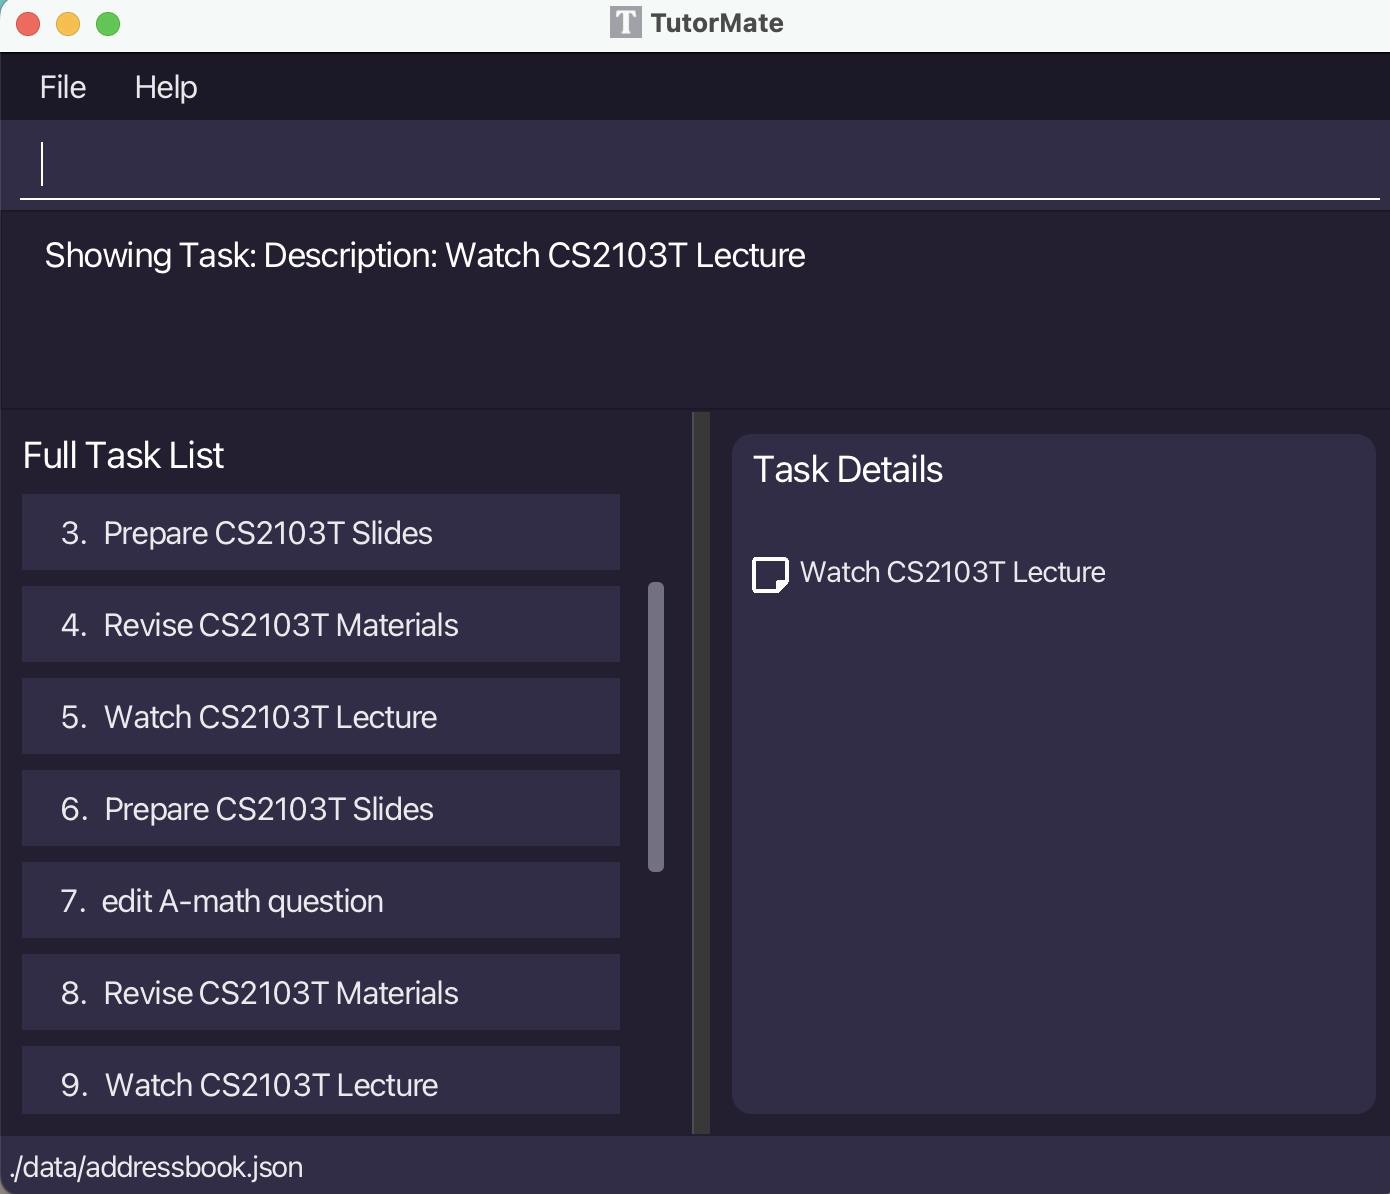 T TutorMate
File Help
Showing Task: Description: Watch CS2103T Lecture
Full Task List
3. Prepare CS2103T Slides
4. Revise CS2103T Materials
5. Watch CS2103T Lecture
6. Prepare CS2103T Slides
7. edit A-math question
8. Revise CS2103T Materials
9. Watch CS2103T Lecture
Task Details
Watch CS2103T Lecture
./data/addressbook.json